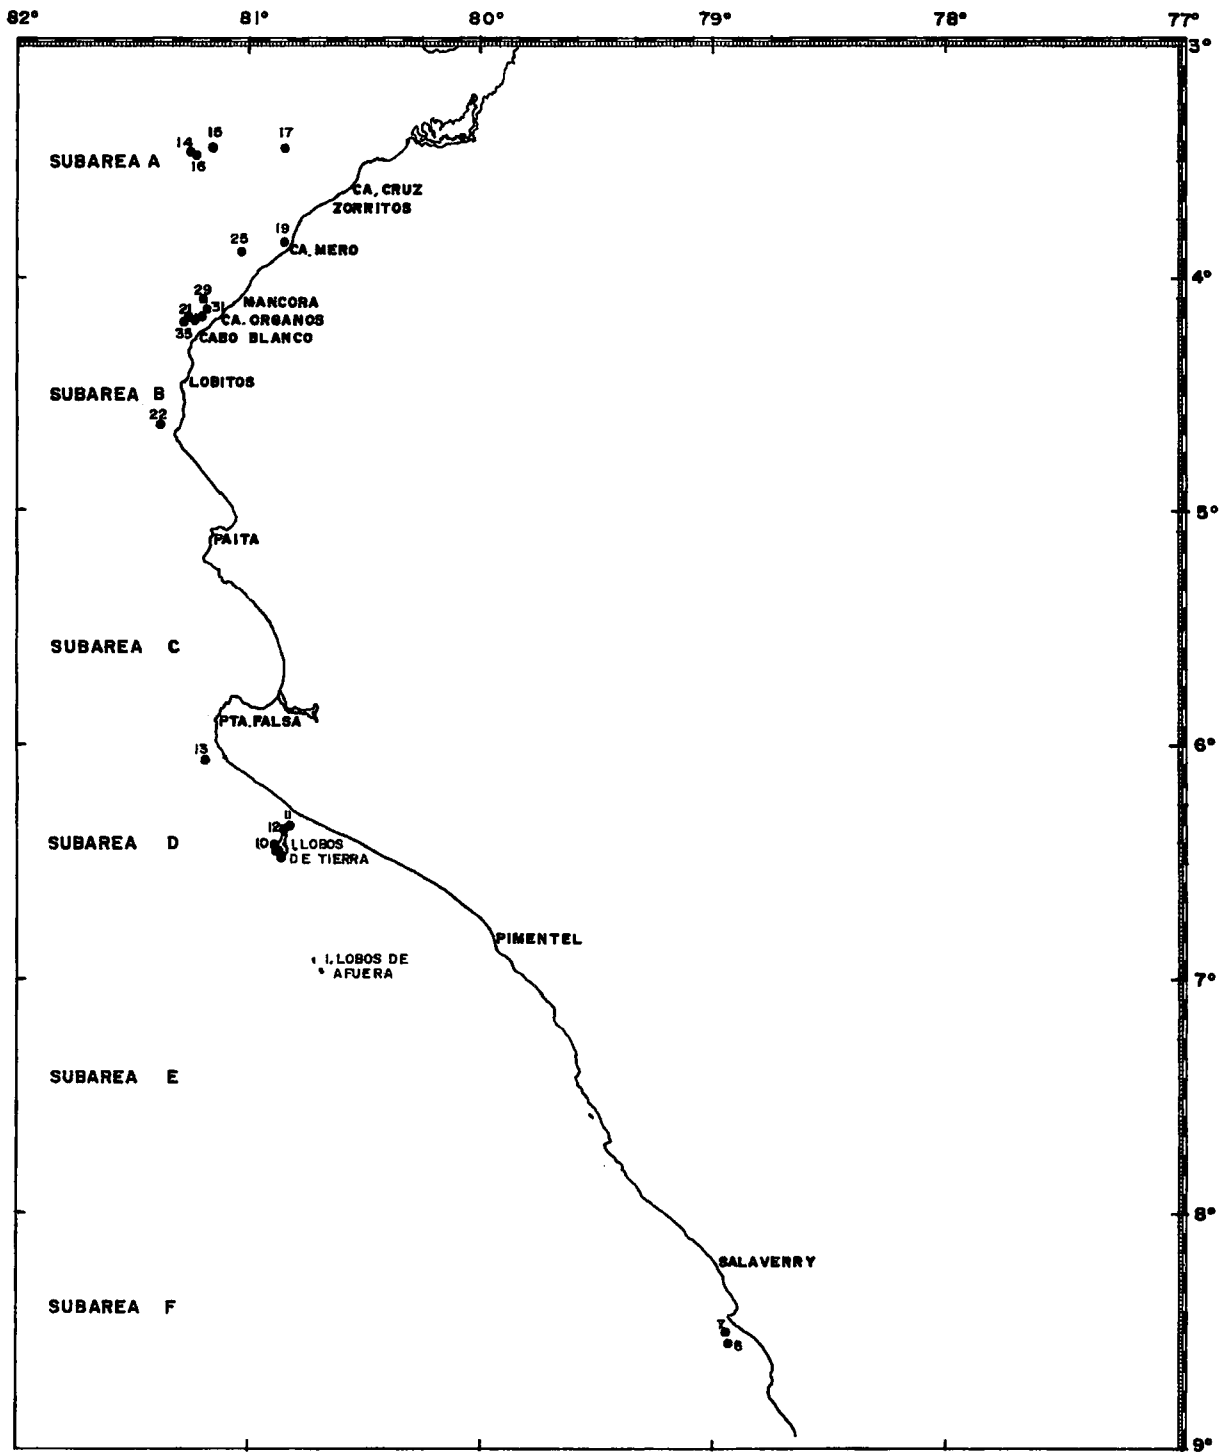 82° 81° 80° 79° 78° 77°
3°
14 15 17
SUBAREA A
16
CA, CRUZ
ZORRITOS
19
25
CA. MERO
4°
29
MANCORA
21 31
CA. ORGANOS
35
CABO BLANCO
LOBITOS
SUBAREA B
22
5°
PAITA
SUBAREA C
PTA. FALSA
6°
13
11
12
SUBAREA D
10
I. LOBOS
DE TIERRA
PIMENTEL
I. LOBOS DE
AFUERA
7°
SUBAREA E
8°
SALAVERRY
SUBAREA F
7
9°